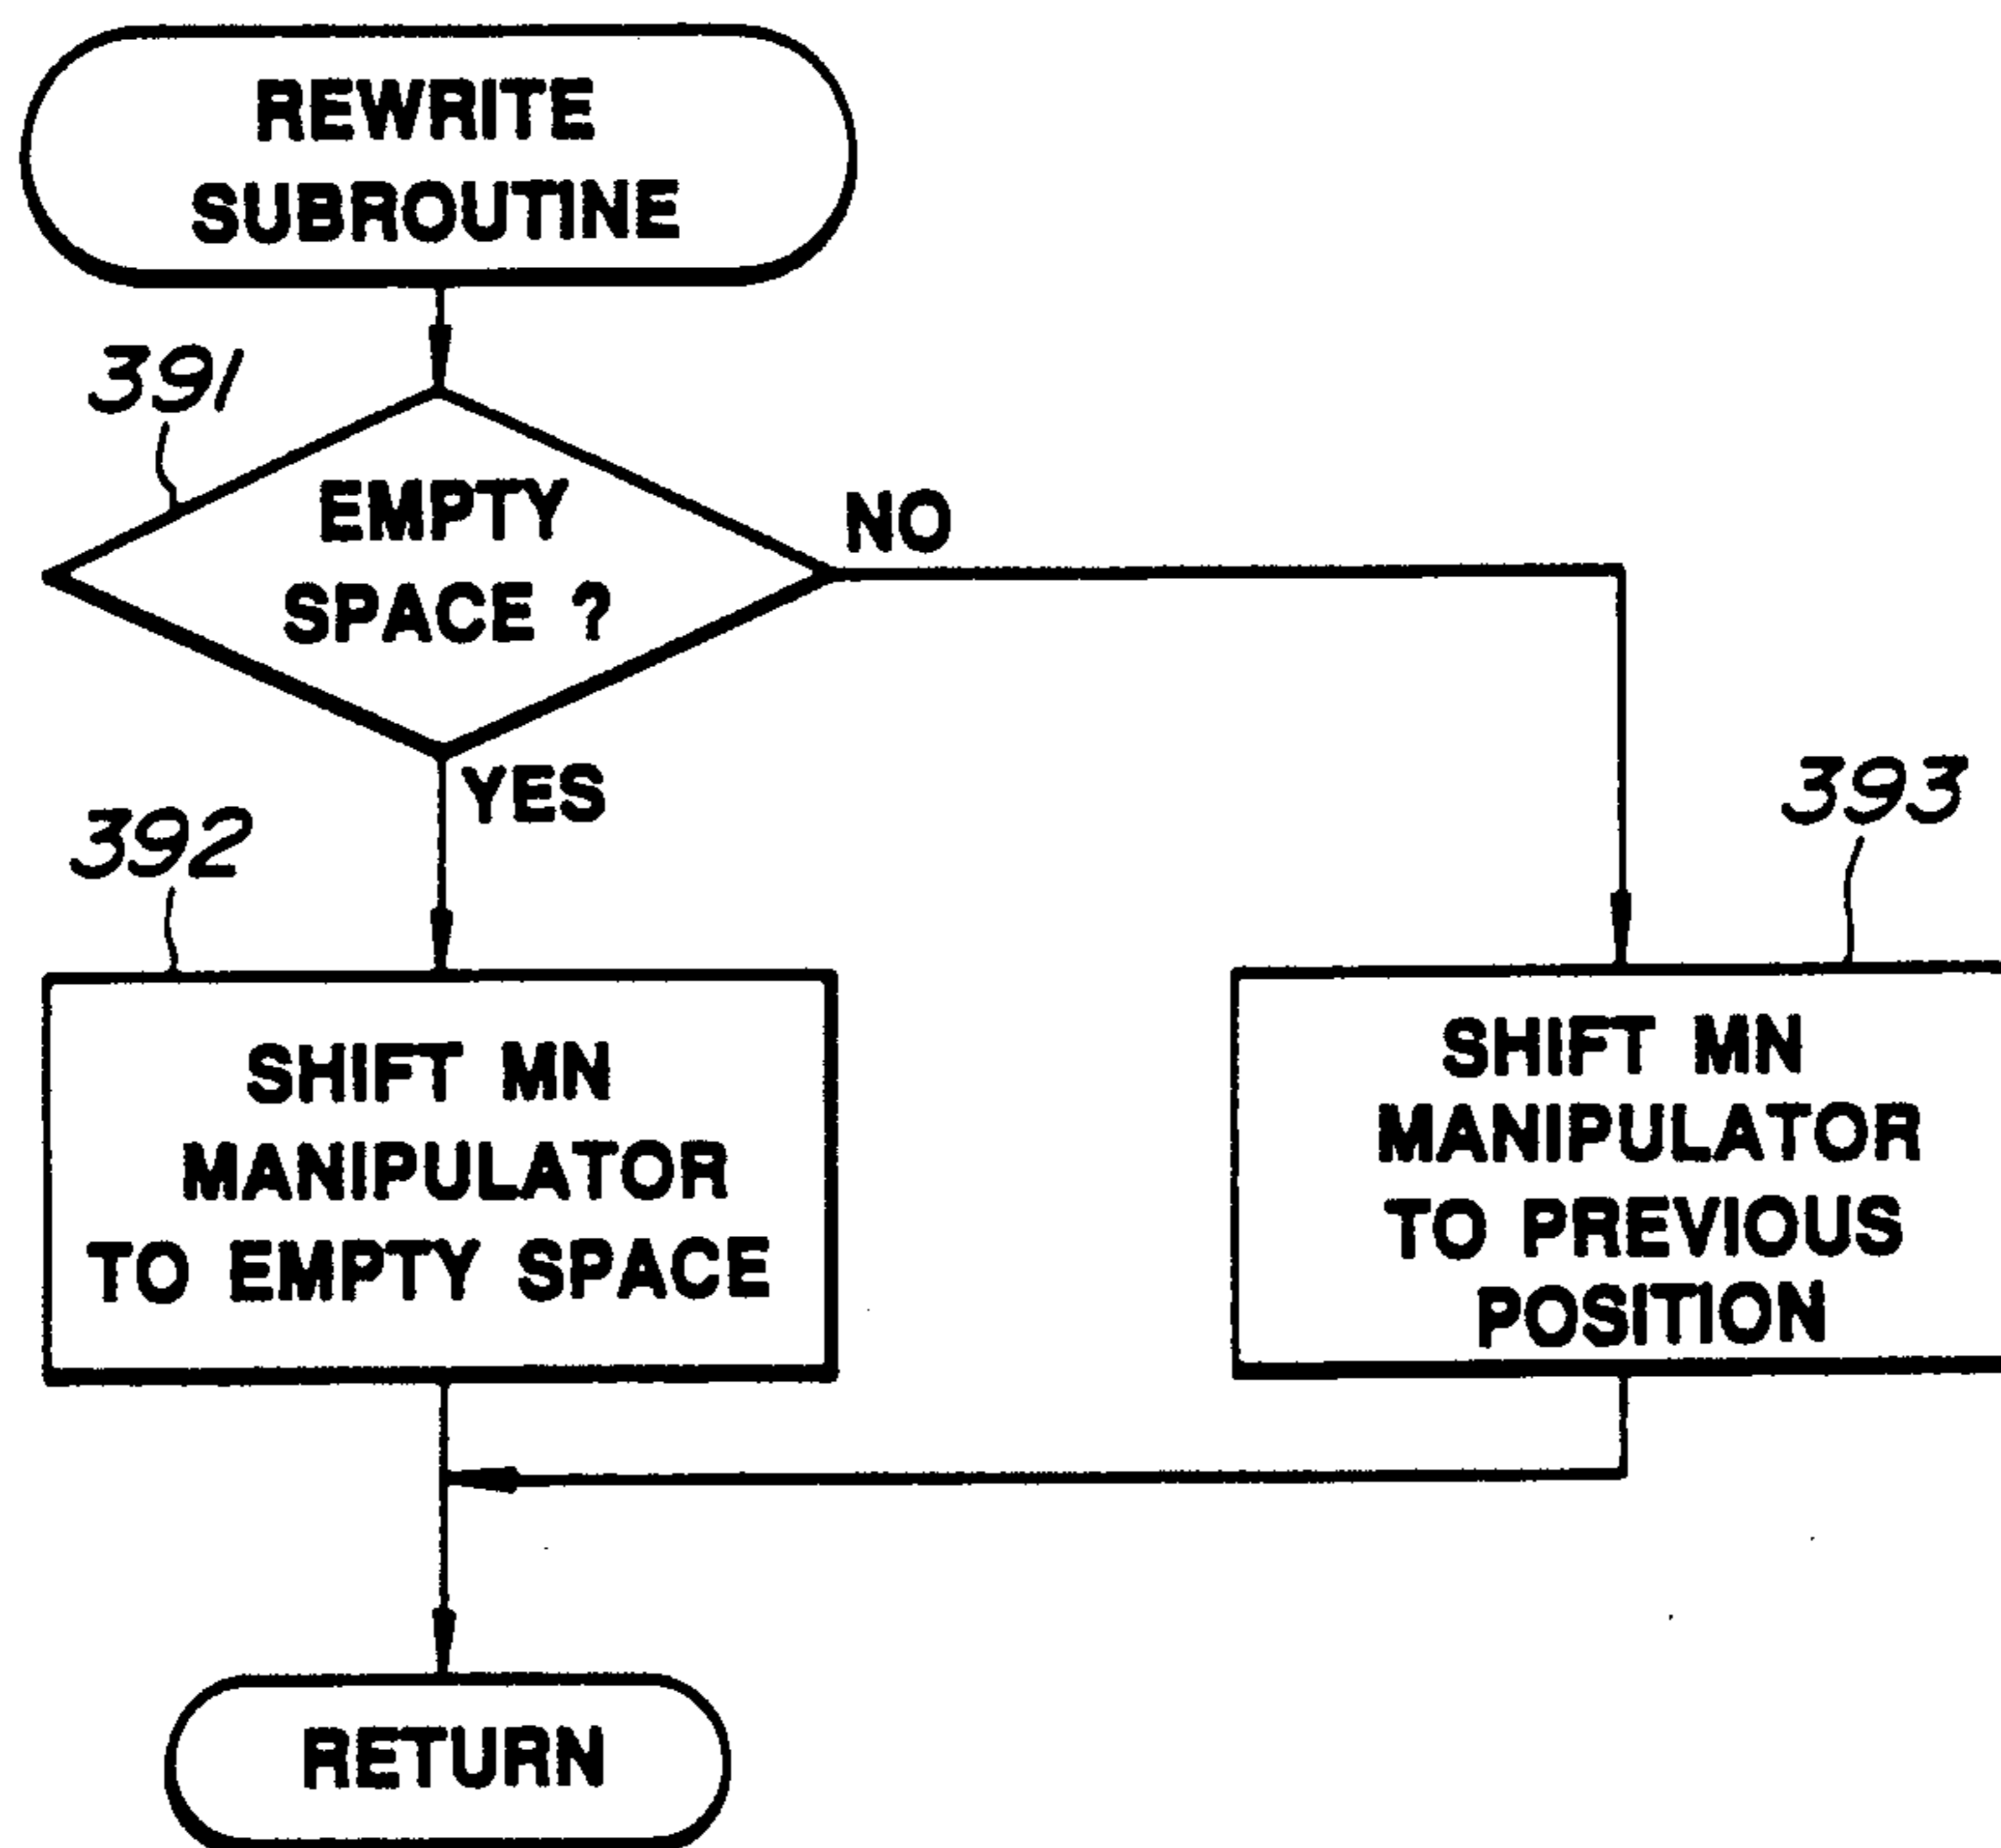 REWRITE
SUBROUTINE
391
EMPTY
SPACE ?
NO
YES
392
SHIFT MN
MANIPULATOR
TO EMPTY SPACE
393
SHIFT MN
MANIPULATOR
TO PREVIOUS
POSITION
RETURN